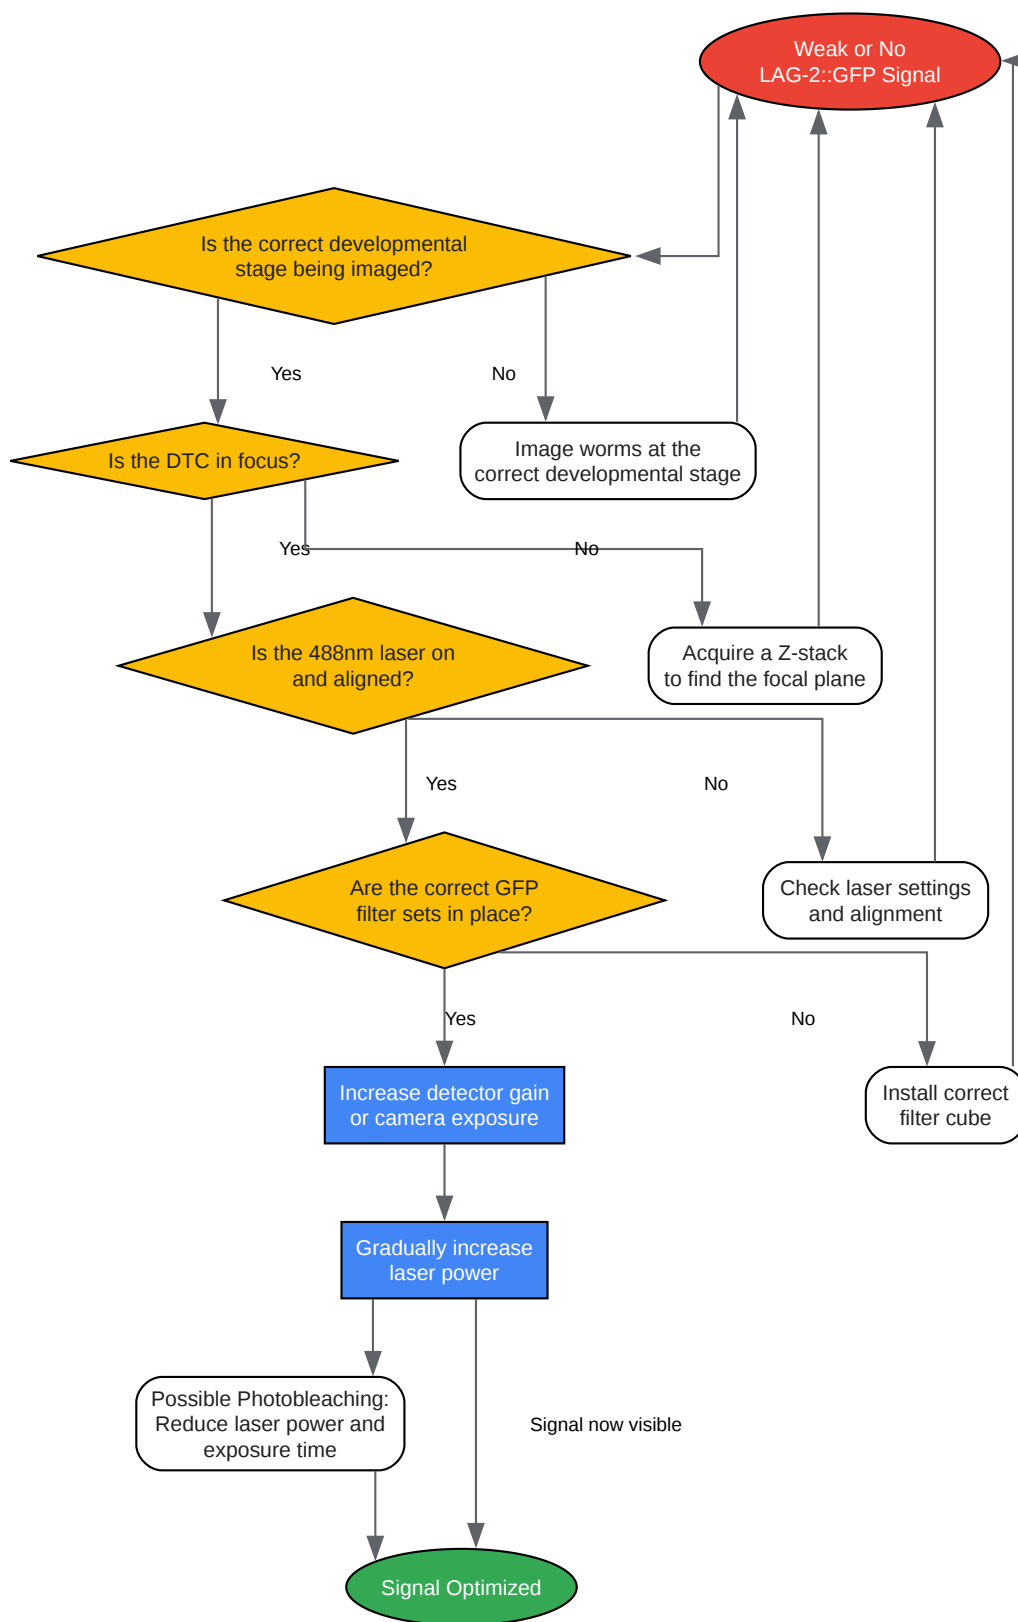 Weak or No
LAG-2::GFP Signal
Is the correct developmental
stage being imaged?
Yes
No
Is the DTC in focus?
Image worms at the
correct developmental stage
Yes
No
Is the 488nm laser on
and aligned?
Acquire a Z-stack
to find the focal plane
Yes
No
Are the correct GFP
filter sets in place?
Check laser settings
and alignment
Yes
No
Increase detector gain
or camera exposure
Install correct
filter cube
Gradually increase
laser power
Possible Photobleaching:
Reduce laser power and
exposure time
Signal now visible
Signal Optimized